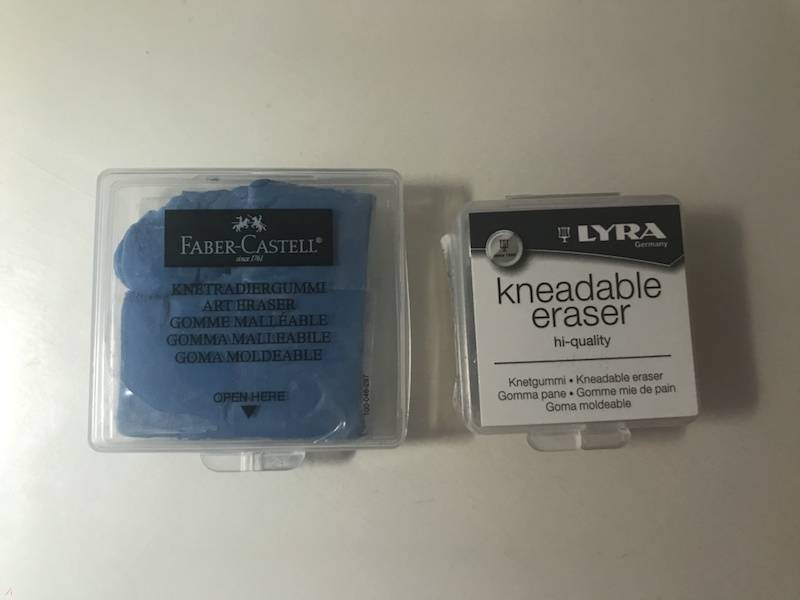 FABER-CASTELL®
since 1761
KNETRADIERGUMMI
ART ERASER
GOMME MALLÉABLE
GOMMA MALLEABILE
GOMA MOLDEABLE
OPEN HERE
LYRA
Germany
kneadable
eraser
hi-quality
Knetgummi • Kneadable eraser
Gomma pane • Gomme mie de pain
Goma moldeable